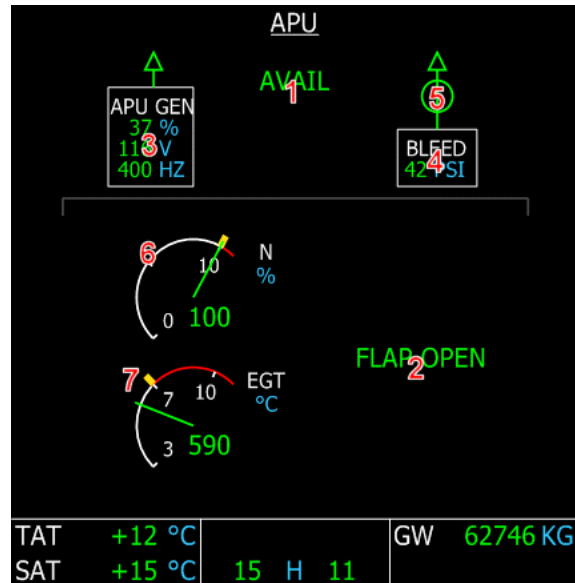 APU
AVAIL
1
APU GEN
37 %
V
400 HZ
3
5
BLEED
42 PSI
4
6
10
0
N
%
100
FLAP OPEN
2
7
7
10
3
EGT
°C
590
TAT +12 °C
GW 62746 KG
SAT +15 °C
15 H 11